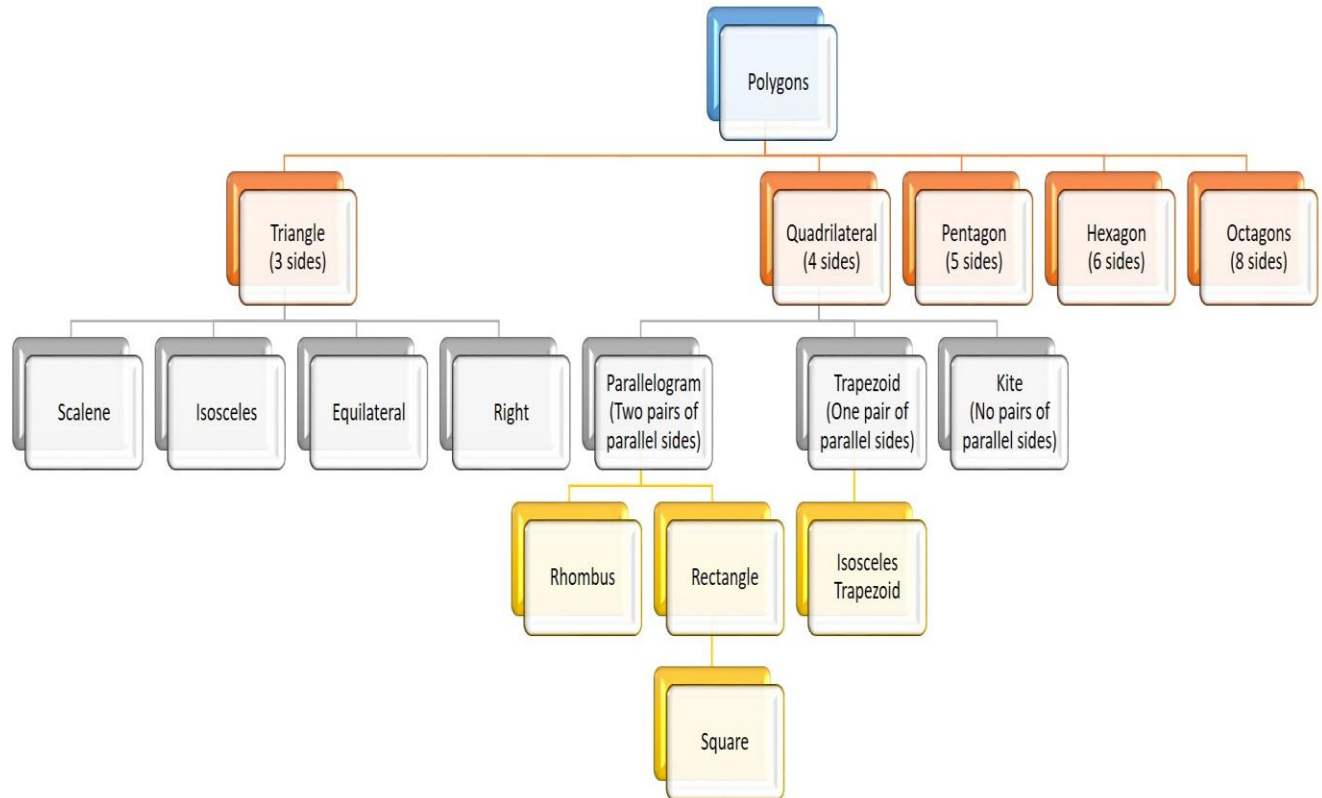 Polygons
Triangle
(3 sides)
Quadrilateral
(4 sides)
Pentagon
(5 sides)
Hexagon
(6 sides)
Octagons
(8 sides)
Scalene
Isosceles
Equilateral
Right
Parallelogram
(Two pairs of
parallel sides)
Trapezoid
(One pair of
parallel sides)
Kite
(No pairs of
parallel sides)
Rhombus
Rectangle
Isosceles
Trapezoid
Square